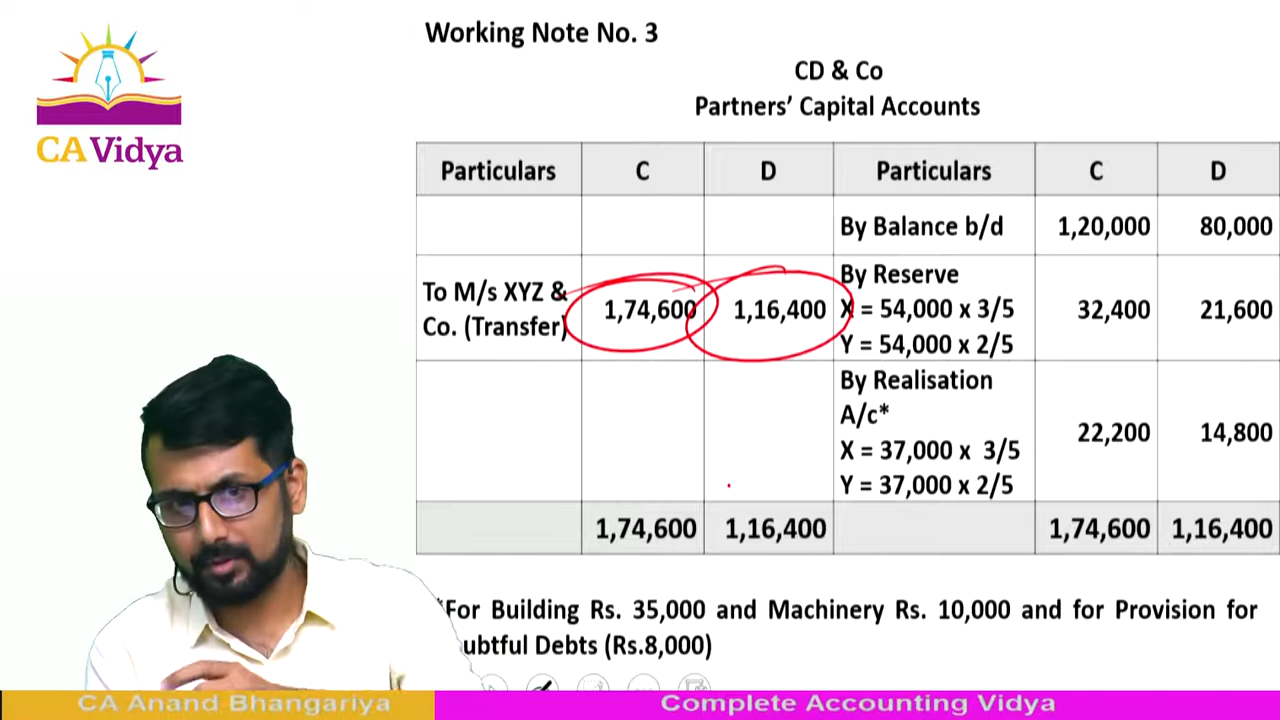 Working Note No. 3
CD & Co
Partners’ Capital Accounts
CA Vidya
Particulars C D Particulars C D
By Balance b/d 1,20,000 80,000
To M/s XYZ &
Co. (Transfer) 1,74,600 1,16,400
By Reserve
X = 54,000 x 3/5
Y = 54,000 x 2/5
32,400 21,600
By Realisation
A/c*
X = 37,000 x 3/5
Y = 37,000 x 2/5
22,200 14,800
1,74,600 1,16,400 1,74,600 1,16,400
*For Building Rs. 35,000 and Machinery Rs. 10,000 and for Provision for
ubtful Debts (Rs.8,000)
CA Anand Bhangariya
Complete Accounting Vidya